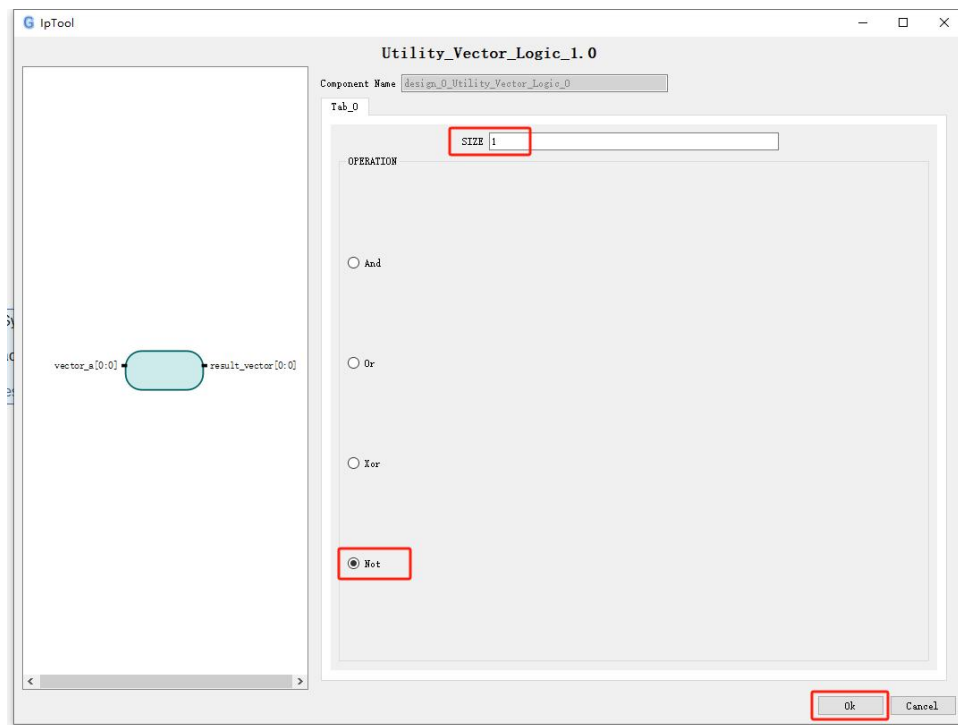 IpTool
Utility_Vector_Logic_1.0
Component Name design_0_Utility_Vector_Logic_0
Tab_0
SIZE 1
OPERATION
And
vector_a[0:0] result_vector[0:0]
Or
Xor
Not
Ok Cancel